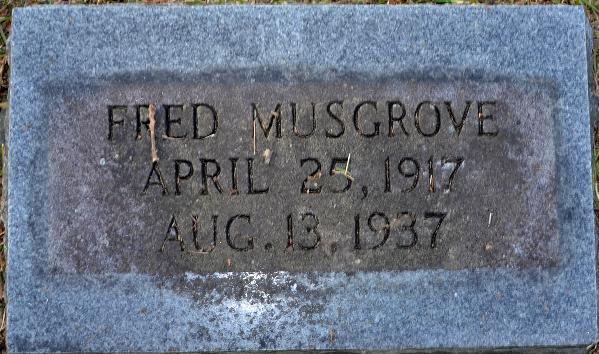 FRED MUSGROVE
APRIL 25, 1917
AUG. 13, 1937